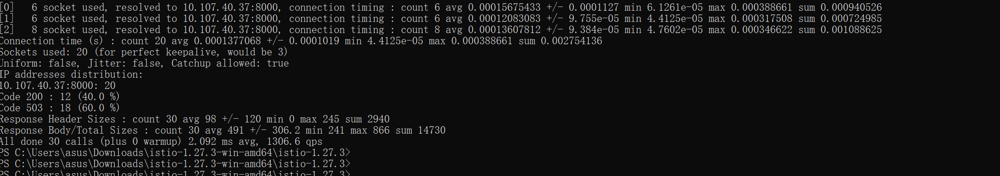 [0]   6 socket used, resolved to 10.107.40.37:8000, connection timing : count 6 avg 0.00015675433 +/- 0.0001127 min 6.1261e-05 max 0.000388661 sum 0.000940526
[1]   6 socket used, resolved to 10.107.40.37:8000, connection timing : count 6 avg 0.00012083083 +/- 9.755e-05 min 4.4125e-05 max 0.000317508 sum 0.000724985
[2]   8 socket used, resolved to 10.107.40.37:8000, connection timing : count 8 avg 0.00013607812 +/- 9.384e-05 min 4.7602e-05 max 0.000346622 sum 0.001088625
Connection time (s) : count 20 avg 0.0001377068 +/- 0.0001019 min 4.4125e-05 max 0.000388661 sum 0.002754136
Sockets used: 20 (for perfect keepalive, would be 3)
Uniform: false, Jitter: false, Catchup allowed: true
IP addresses distribution:
10.107.40.37:8000: 20
Code 200 : 12 (40.0 %)
Code 503 : 18 (60.0 %)
Response Header Sizes : count 30 avg 98 +/- 120 min 0 max 245 sum 2940
Response Body/Total Sizes : count 30 avg 491 +/- 306.2 min 241 max 866 sum 14730
All done 30 calls (plus 0 warmup) 2.092 ms avg, 1306.6 qps
PS C:\Users\asus\Downloads\istio-1.27.3-win-amd64\istio-1.27.3>
PS C:\Users\asus\Downloads\istio-1.27.3-win-amd64\istio-1.27.3>
PS C:\Users\asus\Downloads\istio-1.27.3-win-amd64\istio-1.27.3>